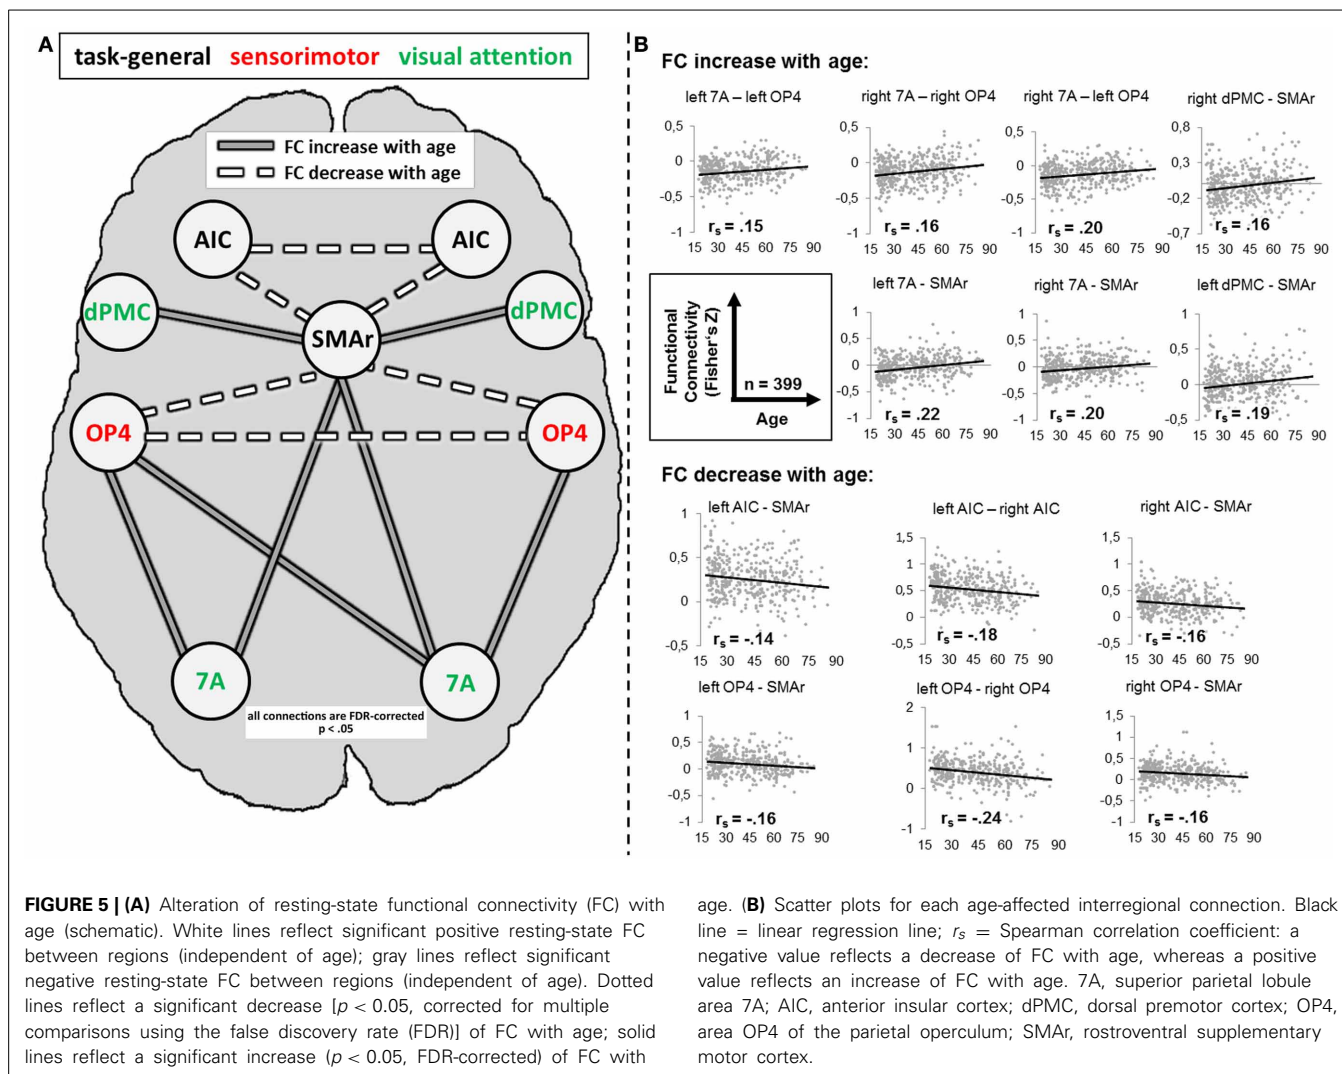 A
task-general sensorimotor visual attention
FC increase with age
FC decrease with age
AIC
AIC
dPMC
dPMC
SMAr
OP4
OP4
7A
7A
all connections are FDR-corrected
p < .05
B
FC increase with age:
left 7A – left OP4
0,5
0
-0,5
-1
rs = .15
15 30 45 60 75 90
right 7A – right OP4
0,5
0
-0,5
-1
rs = .16
15 30 45 60 75 90
right 7A – left OP4
0,5
0
-0,5
-1
rs = .20
15 30 45 60 75 90
right dPMC - SMAr
0,8
0,3
-0,2
-0,7
rs = .16
15 30 45 60 75 90
Functional
Connectivity
(Fisher's Z)
n = 399
Age
left 7A - SMAr
1
0,5
0
-0,5
-1
rs = .22
15 30 45 60 75 90
right 7A - SMAr
1
0,5
0
-0,5
-1
rs = .20
15 30 45 60 75 90
left dPMC - SMAr
1
0,5
0
-0,5
rs = .19
15 30 45 60 75 90
FC decrease with age:
left AIC - SMAr
1
0,5
0
-0,5
rs = -.14
15 30 45 60 75 90
left AIC – right AIC
1,5
1
0,5
0
-0,5
rs = -.18
15 30 45 60 75 90
right AIC - SMAr
1,5
1
0,5
0
-0,5
rs = -.16
15 30 45 60 75 90
left OP4 - SMAr
1
0,5
0
-0,5
-1
rs = -.16
15 30 45 60 75 90
left OP4 - right OP4
2
1
0
-1
rs = -.24
15 30 45 60 75 90
right OP4 - SMAr
1,5
1
0,5
0
-0,5
-1
rs = -.16
15 30 45 60 75 90
FIGURE 5 | (A) Alteration of resting-state functional connectivity (FC) with
age (schematic). White lines reflect significant positive resting-state FC
between regions (independent of age); gray lines reflect significant
negative resting-state FC between regions (independent of age). Dotted
lines reflect a significant decrease [p < 0.05, corrected for multiple
comparisons using the false discovery rate (FDR)] of FC with age; solid
lines reflect a significant increase (p < 0.05, FDR-corrected) of FC with
age. (B) Scatter plots for each age-affected interregional connection. Black
line = linear regression line; rs = Spearman correlation coefficient: a
negative value reflects a decrease of FC with age, whereas a positive
value reflects an increase of FC with age. 7A, superior parietal lobule
area 7A; AIC, anterior insular cortex; dPMC, dorsal premotor cortex; OP4,
area OP4 of the parietal operculum; SMAr, rostroventral supplementary
motor cortex.